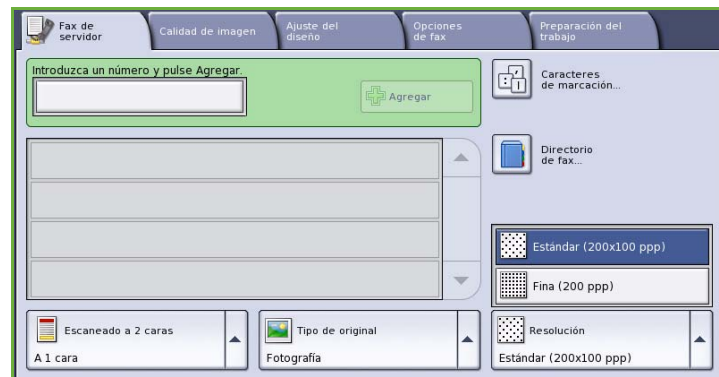 Fax de
servidor
Calidad de imagen
Ajuste del
diseño
Opciones
de fax
Preparación del
trabajo
Introduzca un número y pulse Agregar.
Agregar
Caracteres
de marcación...
Directorio
de fax...
Estándar (200x100 ppp)
Fina (200 ppp)
Escaneado a 2 caras
A 1 cara
Tipo de original
Fotografía
Resolución
Estándar (200x100 ppp)